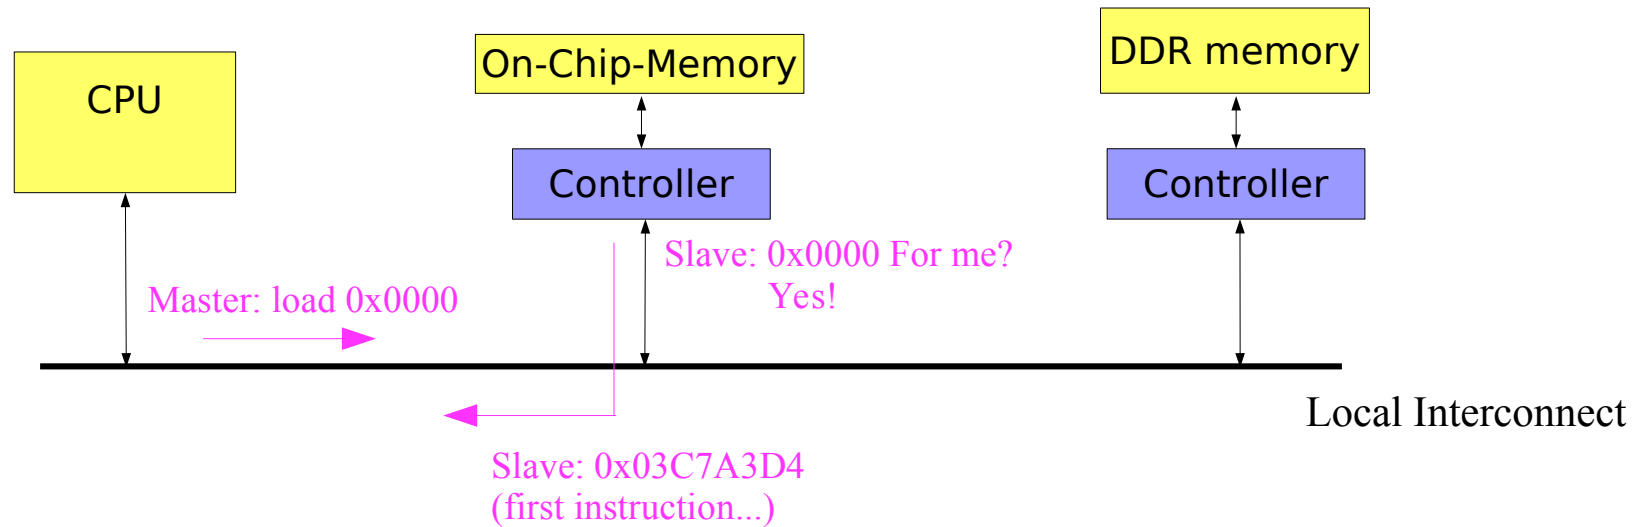 CPU
On-Chip-Memory
DDR memory
Controller
Controller
Slave: 0x0000 For me?
Yes!
Master: load 0x0000
Local Interconnect
Slave: 0x03C7A3D4
(first instruction...)